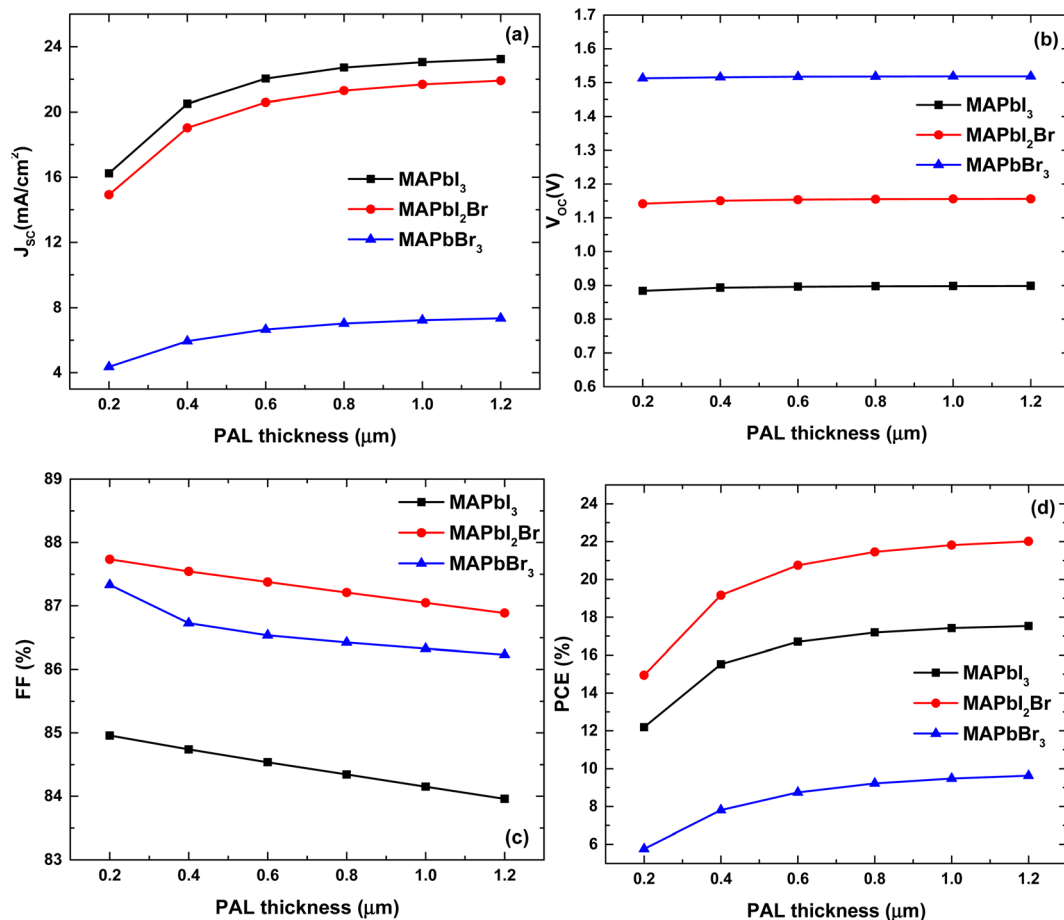 (a)
24
20
16
12
8
4
J_SC(mA/cm²)
MAPbI₃
MAPbI₂Br
MAPbBr₃
0.2 0.4 0.6 0.8 1.0 1.2
PAL thickness (μm)
(b)
1.7
1.6
1.5
1.4
1.3
1.2
1.1
1.0
0.9
0.8
0.7
0.6
V_OC(V)
MAPbI₃
MAPbI₂Br
MAPbBr₃
0.2 0.4 0.6 0.8 1.0 1.2
PAL thickness (μm)
89
88
87
86
85
84
83
FF (%)
MAPbI₃
MAPbI₂Br
MAPbBr₃
(c)
0.2 0.4 0.6 0.8 1.0 1.2
PAL thickness (μm)
(d)
24
22
20
18
16
14
12
10
8
6
PCE (%)
MAPbI₃
MAPbI₂Br
MAPbBr₃
0.2 0.4 0.6 0.8 1.0 1.2
PAL thickness (μm)